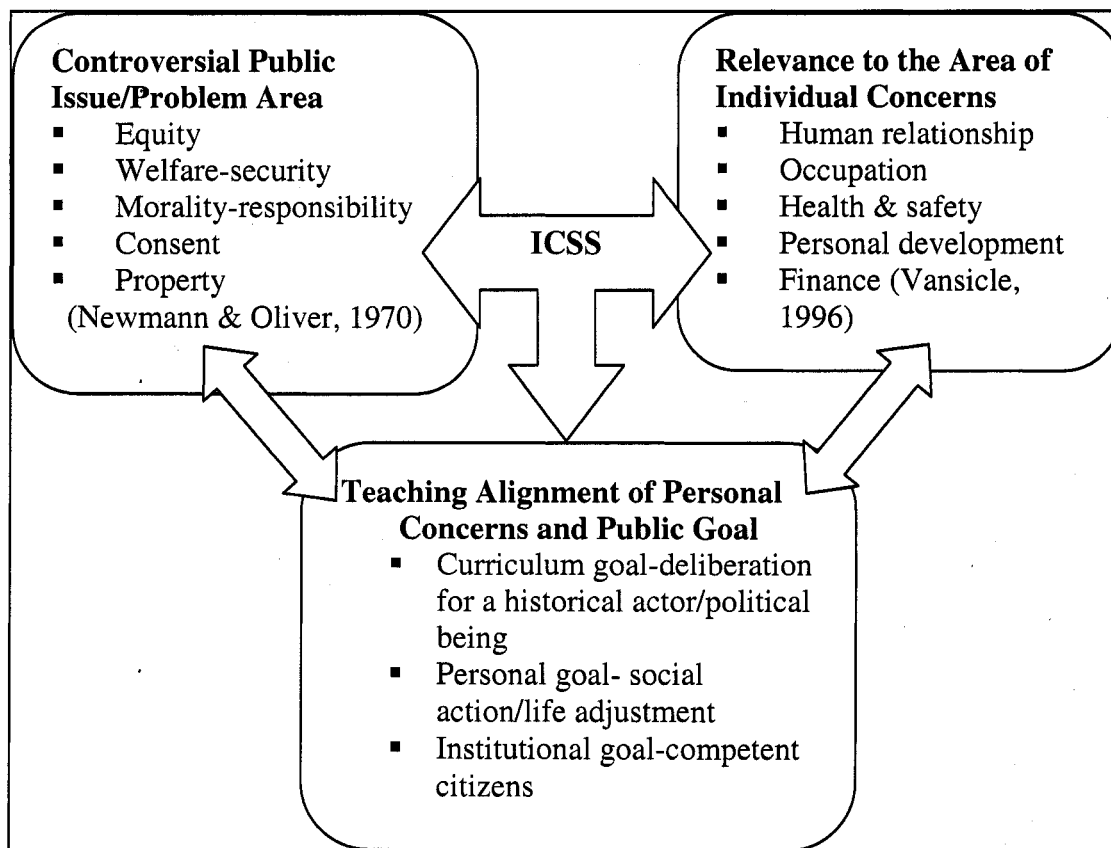 Controversial Public
Issue/Problem Area
▪ Equity
▪ Welfare-security
▪ Morality-responsibility
▪ Consent
▪ Property
(Newmann & Oliver, 1970)
Relevance to the Area of
Individual Concerns
▪ Human relationship
▪ Occupation
▪ Health & safety
▪ Personal development
▪ Finance (Vansicle,
1996)
ICSS
Teaching Alignment of Personal
Concerns and Public Goal
▪ Curriculum goal-deliberation
for a historical actor/political
being
▪ Personal goal- social
action/life adjustment
▪ Institutional goal-competent
citizens